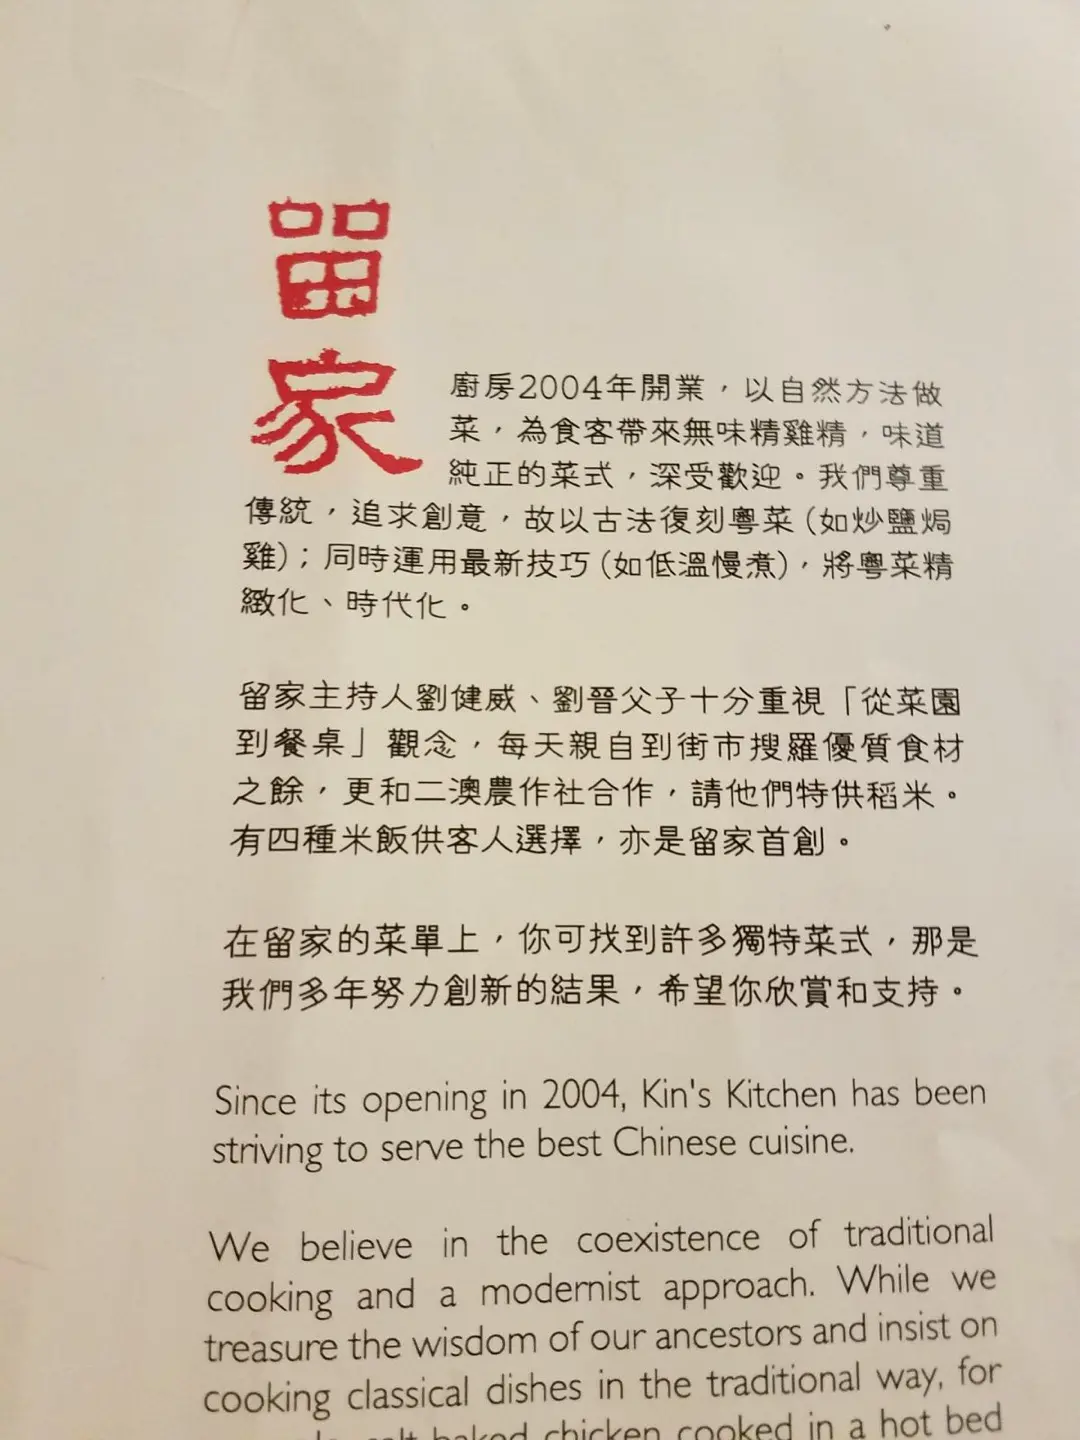 留家
廚房2004年開業，以自然方法做
菜，為食客帶來無味精雞精，味道
純正的菜式，深受歡迎。我們尊重
傳統，追求創意，故以古法復刻粵菜（如炒鹽焗
雞）；同時運用最新技巧（如低溫慢煮），將粵菜精
緻化、時代化。
留家主持人劉健威、劉晉父子十分重視「從菜園
到餐桌」觀念，每天親自到街市搜羅優質食材
之餘，更和二澳農作社合作，請他們特供稻米。
有四種米飯供客人選擇，亦是留家首創。
在留家的菜單上，你可找到許多獨特菜式，那是
我們多年努力創新的結果，希望你欣賞和支持。
Since its opening in 2004, Kin's Kitchen has been
striving to serve the best Chinese cuisine.
We believe in the coexistence of traditional
cooking and a modernist approach. While we
treasure the wisdom of our ancestors and insist on
cooking classical dishes in the traditional way, for
salt baked chicken cooked in a hot bed